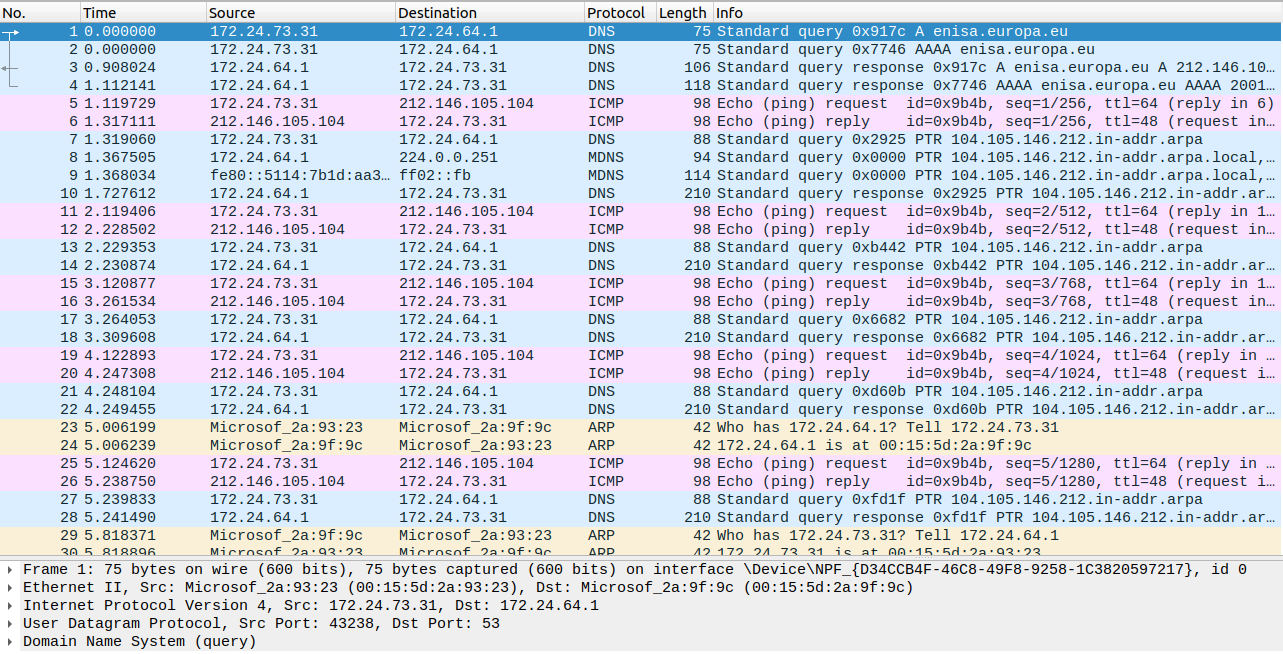 No. Time Source Destination Protocol Length Info
1 0.000000 172.24.73.31 172.24.64.1 DNS 75 Standard query 0x917c A enisa.europa.eu
2 0.000000 172.24.73.31 172.24.64.1 DNS 75 Standard query 0x7746 AAAA enisa.europa.eu
3 0.908024 172.24.64.1 172.24.73.31 DNS 106 Standard query response 0x917c A enisa.europa.eu A 212.146.10…
4 1.112141 172.24.64.1 172.24.73.31 DNS 118 Standard query response 0x7746 AAAA enisa.europa.eu AAAA 2001…
5 1.119729 172.24.73.31 212.146.105.104 ICMP 98 Echo (ping) request id=0x9b4b, seq=1/256, ttl=64 (reply in 6)
6 1.317111 212.146.105.104 172.24.73.31 ICMP 98 Echo (ping) reply id=0x9b4b, seq=1/256, ttl=48 (request in…
7 1.319060 172.24.73.31 172.24.64.1 DNS 88 Standard query 0x2925 PTR 104.105.146.212.in-addr.arpa
8 1.367505 172.24.64.1 224.0.0.251 MDNS 94 Standard query 0x0000 PTR 104.105.146.212.in-addr.arpa.local,…
9 1.368034 fe80::5114:7b1d:aa3… ff02::fb MDNS 114 Standard query 0x0000 PTR 104.105.146.212.in-addr.arpa.local,…
10 1.727612 172.24.64.1 172.24.73.31 DNS 210 Standard query response 0x2925 PTR 104.105.146.212.in-addr.ar…
11 2.119406 172.24.73.31 212.146.105.104 ICMP 98 Echo (ping) request id=0x9b4b, seq=2/512, ttl=64 (reply in 1…
12 2.228502 212.146.105.104 172.24.73.31 ICMP 98 Echo (ping) reply id=0x9b4b, seq=2/512, ttl=48 (request in…
13 2.229353 172.24.73.31 172.24.64.1 DNS 88 Standard query 0xb442 PTR 104.105.146.212.in-addr.arpa
14 2.230874 172.24.64.1 172.24.73.31 DNS 210 Standard query response 0xb442 PTR 104.105.146.212.in-addr.ar…
15 3.120877 172.24.73.31 212.146.105.104 ICMP 98 Echo (ping) request id=0x9b4b, seq=3/768, ttl=64 (reply in 1…
16 3.261534 212.146.105.104 172.24.73.31 ICMP 98 Echo (ping) reply id=0x9b4b, seq=3/768, ttl=48 (request in…
17 3.264053 172.24.73.31 172.24.64.1 DNS 88 Standard query 0x6682 PTR 104.105.146.212.in-addr.arpa
18 3.309608 172.24.64.1 172.24.73.31 DNS 210 Standard query response 0x6682 PTR 104.105.146.212.in-addr.ar…
19 4.122893 172.24.73.31 212.146.105.104 ICMP 98 Echo (ping) request id=0x9b4b, seq=4/1024, ttl=64 (reply in …
20 4.247308 212.146.105.104 172.24.73.31 ICMP 98 Echo (ping) reply id=0x9b4b, seq=4/1024, ttl=48 (request i…
21 4.248104 172.24.73.31 172.24.64.1 DNS 88 Standard query 0xd60b PTR 104.105.146.212.in-addr.arpa
22 4.249455 172.24.64.1 172.24.73.31 DNS 210 Standard query response 0xd60b PTR 104.105.146.212.in-addr.ar…
23 5.006199 Microsof_2a:93:23 Microsof_2a:9f:9c ARP 42 Who has 172.24.64.1? Tell 172.24.73.31
24 5.006239 Microsof_2a:9f:9c Microsof_2a:93:23 ARP 42 172.24.64.1 is at 00:15:5d:2a:9f:9c
25 5.124620 172.24.73.31 212.146.105.104 ICMP 98 Echo (ping) request id=0x9b4b, seq=5/1280, ttl=64 (reply in …
26 5.238750 212.146.105.104 172.24.73.31 ICMP 98 Echo (ping) reply id=0x9b4b, seq=5/1280, ttl=48 (request i…
27 5.239833 172.24.73.31 172.24.64.1 DNS 88 Standard query 0xfd1f PTR 104.105.146.212.in-addr.arpa
28 5.241490 172.24.64.1 172.24.73.31 DNS 210 Standard query response 0xfd1f PTR 104.105.146.212.in-addr.ar…
29 5.818371 Microsof_2a:9f:9c Microsof_2a:93:23 ARP 42 Who has 172.24.73.31? Tell 172.24.64.1
30 5.818896 Microsof_2a:93:23 Microsof_2a:9f:9c ARP 42 172.24.73.31 is at 00:15:5d:2a:93:23
Frame 1: 75 bytes on wire (600 bits), 75 bytes captured (600 bits) on interface \Device\NPF_{D34CCB4F-46C8-49F8-9258-1C3820597217}, id 0
Ethernet II, Src: Microsof_2a:93:23 (00:15:5d:2a:93:23), Dst: Microsof_2a:9f:9c (00:15:5d:2a:9f:9c)
Internet Protocol Version 4, Src: 172.24.73.31, Dst: 172.24.64.1
User Datagram Protocol, Src Port: 43238, Dst Port: 53
Domain Name System (query)